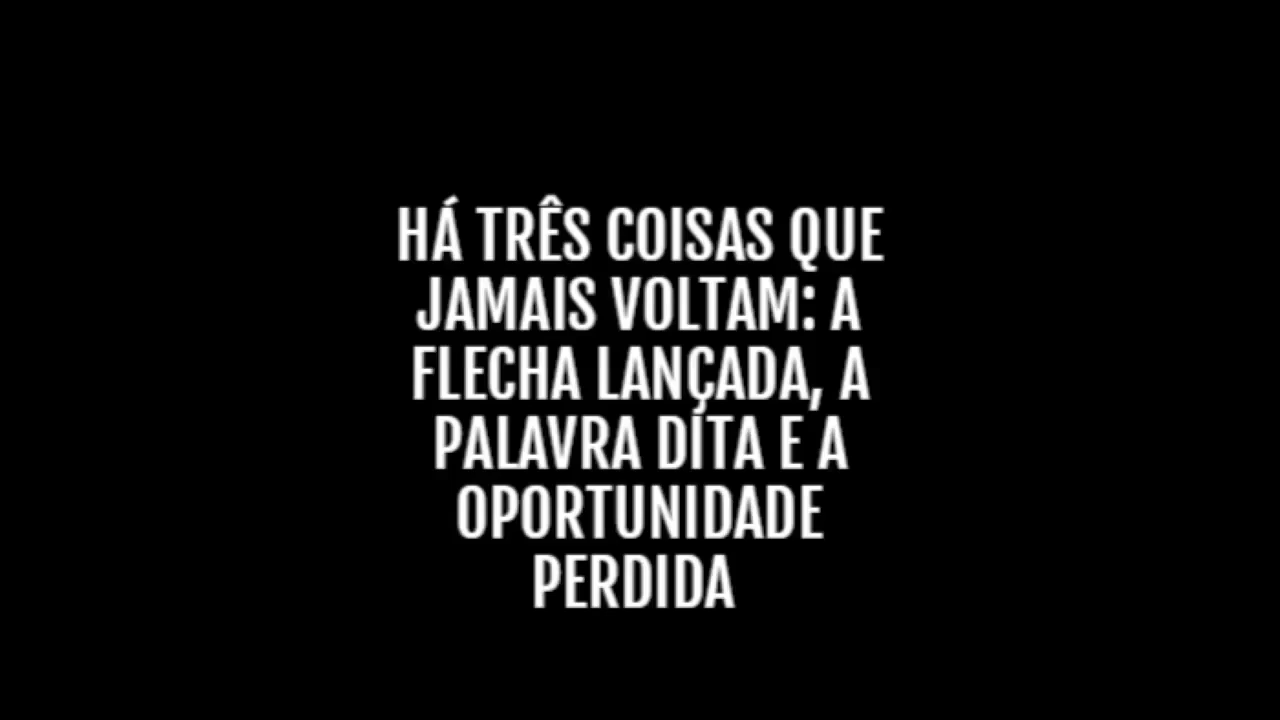 HÁ TRÊS COISAS QUE
JAMAIS VOLTAM: A
FLECHA LANÇADA, A
PALAVRA DITA E A
OPORTUNIDADE
PERDIDA